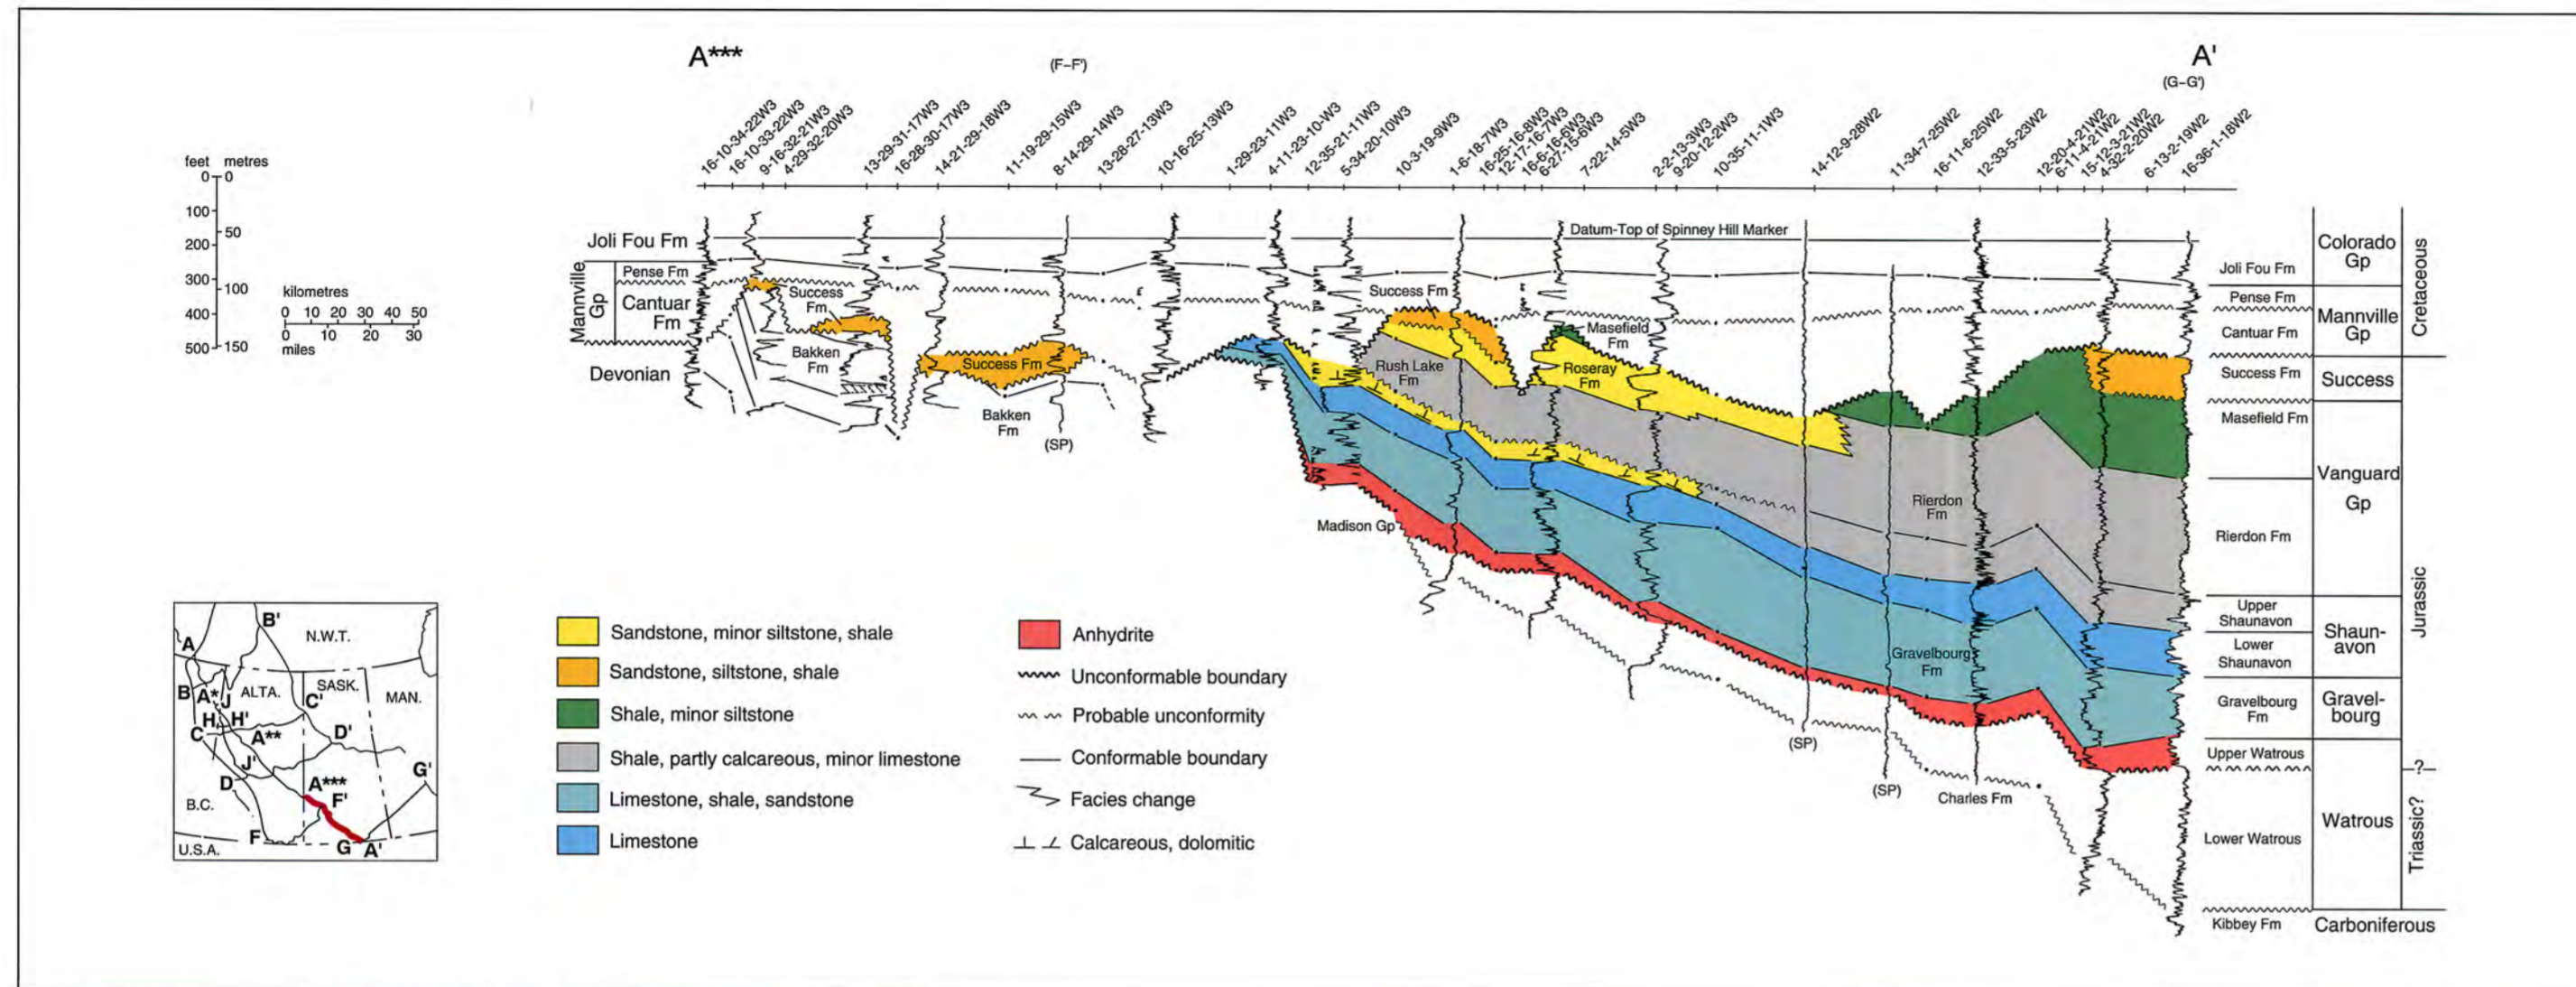 A***
(F–F')
A'
(G–G')
16-10-34-22W3
16-10-33-22W3
9-16-32-21W3
4-29-32-20W3
13-29-31-17W3
16-28-30-17W3
14-21-29-18W3
11-19-29-15W3
8-14-29-14W3
13-28-27-13W3
10-16-25-13W3
1-29-23-11W3
4-11-23-10-W3
12-35-21-11W3
5-34-20-10W3
10-3-19-9W3
1-6-18-7W3
16-25-16-8W3
12-17-16-7W3
16-6-16-6W3
6-27-15-6W3
7-22-14-5W3
2-2-13-3W3
9-20-12-2W3
10-35-11-1W3
14-12-9-28W2
11-34-7-25W2
16-11-6-25W2
12-33-5-23W2
12-20-4-21W2
6-11-4-21W2
15-12-3-21W2
4-32-2-20W2
6-13-2-19W2
16-36-1-18W2
feet metres
0 0
100
50
200
300
100
400
500 150
kilometres
0 10 20 30 40 50
0 10 20 30
miles
Joli Fou Fm
Mannville
Gp
Pense Fm
Cantuar
Fm
Devonian
Success
Fm
Bakken
Fm
Success Fm
Bakken
Fm
(SP)
Success Fm
Rush Lake
Fm
Madison Gp
Datum-Top of Spinney Hill Marker
Masefield
Fm
Roseray
Fm
Rierdon
Fm
Gravelbourg
Fm
(SP)
(SP)
Charles Fm
Joli Fou Fm
Pense Fm
Cantuar Fm
Success Fm
Masefield Fm
Rierdon Fm
Upper
Shaunavon
Lower
Shaunavon
Gravelbourg
Fm
Upper Watrous
Lower Watrous
Kibbey Fm
Colorado
Gp
Mannville
Gp
Success
Vanguard
Gp
Shaun-
avon
Gravel-
bourg
Watrous
Carboniferous
Cretaceous
Jurassic
?
Triassic?
A
B'
N.W.T.
B
A*
J
ALTA.
SASK.
MAN.
C'
H
H'
C
A**
D'
J'
D
A***
G'
F'
B.C.
F
G
A'
U.S.A.
Sandstone, minor siltstone, shale
Sandstone, siltstone, shale
Shale, minor siltstone
Shale, partly calcareous, minor limestone
Limestone, shale, sandstone
Limestone
Anhydrite
Unconformable boundary
Probable unconformity
Conformable boundary
Facies change
Calcareous, dolomitic